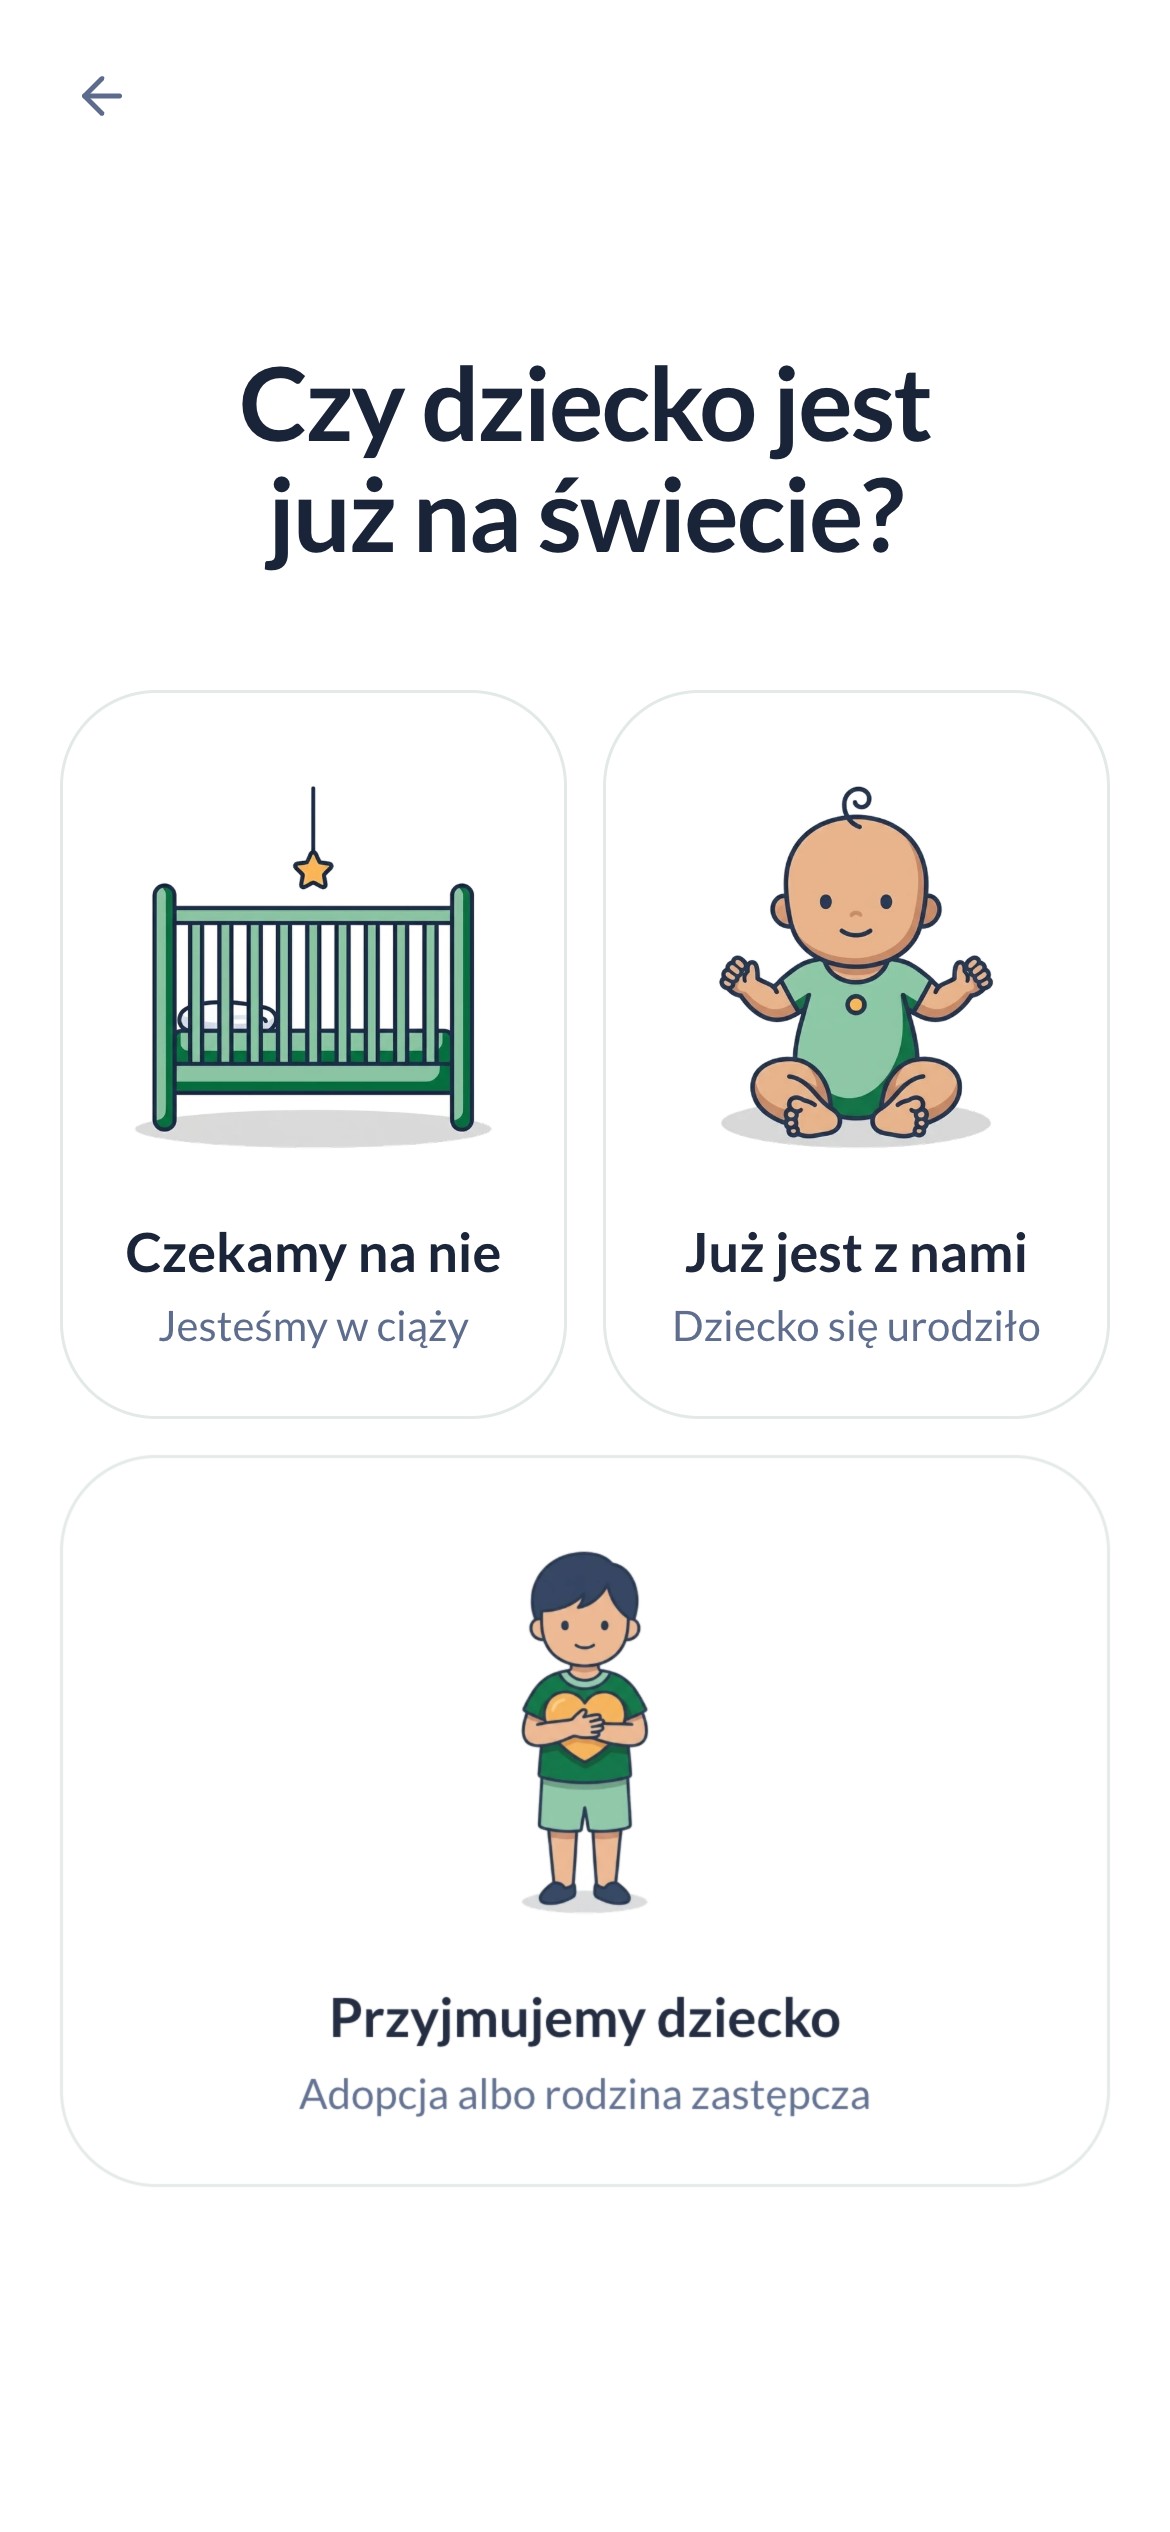 Czy dziecko jest
już na świecie?
Czekamy na nie
Jesteśmy w ciąży
Już jest z nami
Dziecko się urodziło
Przyjmujemy dziecko
Adopcja albo rodzina zastępcza